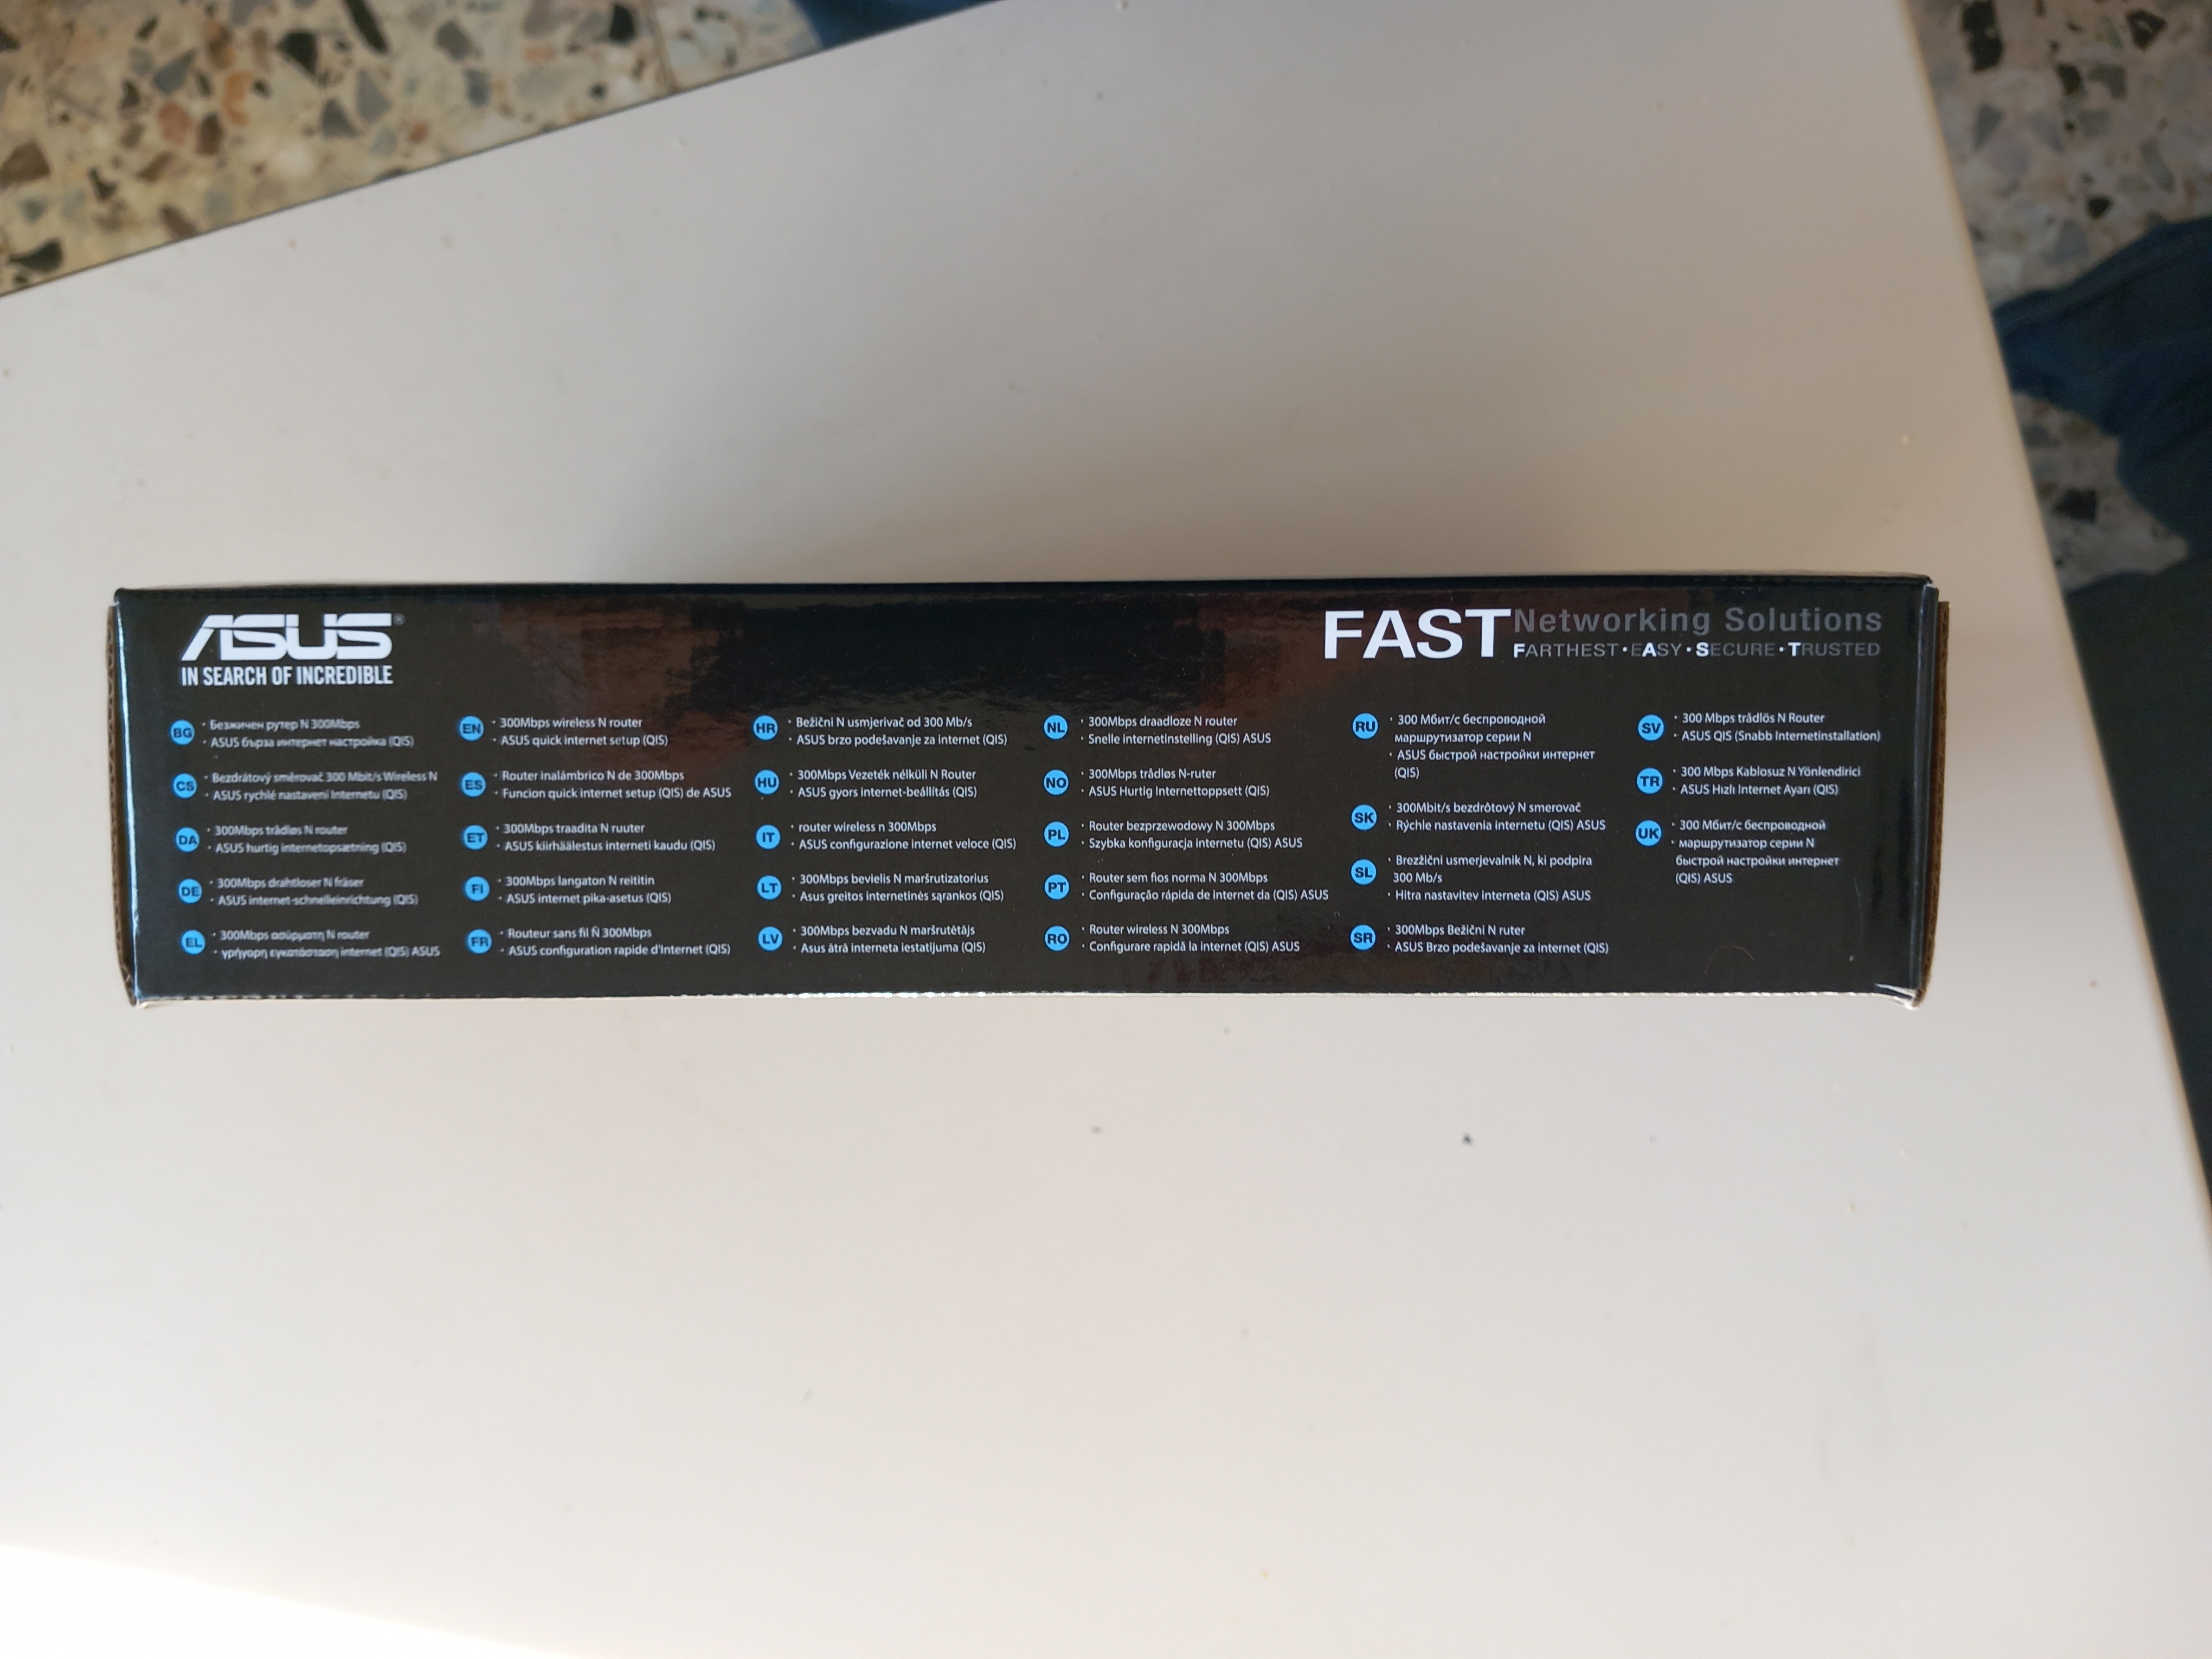 ASUS®
IN SEARCH OF INCREDIBLE
FAST Networking Solutions
FARTHEST · EASY · SECURE · TRUSTED
BG
· Безжичен рутер N 300Mbps
· ASUS бърза интернет настройка (QIS)
CS
· Bezdrátový směrovač 300 Mbit/s Wireless N
· ASUS rychlé nastavení Internetu (QIS)
DA
· 300Mbps trådløs N router
· ASUS hurtig internetopsætning (QIS)
DE
· 300Mbps drahtloser N fräser
· ASUS internet-schnelleinrichtung (QIS)
EL
· 300Mbps ασύρματη N router
· γρήγορη εγκατάσταση internet (QIS) ASUS
EN
· 300Mbps wireless N router
· ASUS quick internet setup (QIS)
ES
· Router inalámbrico N de 300Mbps
· Funcion quick internet setup (QIS) de ASUS
ET
· 300Mbps traadita N ruuter
· ASUS kiirhäälestus interneti kaudu (QIS)
FI
· 300Mbps langaton N reititin
· ASUS internet pika-asetus (QIS)
FR
· Routeur sans fil Ñ 300Mbps
· ASUS configuration rapide d'Internet (QIS)
HR
· Bežični N usmjerivač od 300 Mb/s
· ASUS brzo podešavanje za internet (QIS)
HU
· 300Mbps Vezeték nélküli N Router
· ASUS gyors internet-beállítás (QIS)
IT
· router wireless n 300Mbps
· ASUS configurazione internet veloce (QIS)
LT
· 300Mbps bevielis N maršrutizatorius
· Asus greitos internetinės sąrankos (QIS)
LV
· 300Mbps bezvadu N maršrutētājs
· Asus ātrā interneta iestatījuma (QIS)
NL
· 300Mbps draadloze N router
· Snelle internetinstelling (QIS) ASUS
NO
· 300Mbps trådløs N-ruter
· ASUS Hurtig Internettoppsett (QIS)
PL
· Router bezprzewodowy N 300Mbps
· Szybka konfiguracja internetu (QIS) ASUS
PT
· Router sem fios norma N 300Mbps
· Configuração rápida de internet da (QIS) ASUS
RO
· Router wireless N 300Mbps
· Configurare rapidă la internet (QIS) ASUS
RU
· 300 Мбит/с беспроводной
маршрутизатор серии N
· ASUS быстрой настройки интернет
(QIS)
SK
· 300Mbit/s bezdrôtový N smerovač
· Rýchle nastavenia internetu (QIS) ASUS
SL
· Brezžični usmerjevalnik N, ki podpira
300 Mb/s
· Hitra nastavitev interneta (QIS) ASUS
SR
· 300Mbps Bežični N ruter
· ASUS Brzo podešavanje za internet (QIS)
SV
· 300 Mbps trådlös N Router
· ASUS QIS (Snabb Internetinstallation)
TR
· 300 Mbps Kablosuz N Yönlendirici
· ASUS Hızlı Internet Ayarı (QIS)
UK
· 300 Мбит/с беспроводной
· маршрутизатор серии N
быстрой настройки интернет
(QIS) ASUS